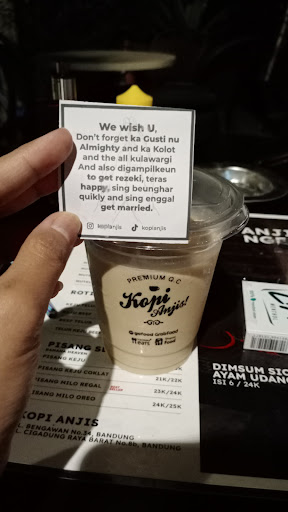 We wish U,
Don't forget ka Gusti nu
Almighty and ka Kolot
and the all kulawargi
And also digampilkeun
to get rezeki, teras
happy, sing beunghar
quikly and sing enggal
get married.
kopianjis kopianjis
PREMIUM Q.C
Kopi
Anjis!
gofood GrabFood
ROTI
PISANG
PISANG KEJU
PISANG KEJU COKLAT 21K/22K
PISANG MILO REGAL 23K/24K
PISANG MILO OREO 24K/25K
KOPI ANJIS
JL. BENGAWAN No.34, BANDUNG
JL. CIGADUNG RAYA BARAT No.8b, BANDUNG
DIMSUM
AYAM UDANG
ISI 6 / 24K